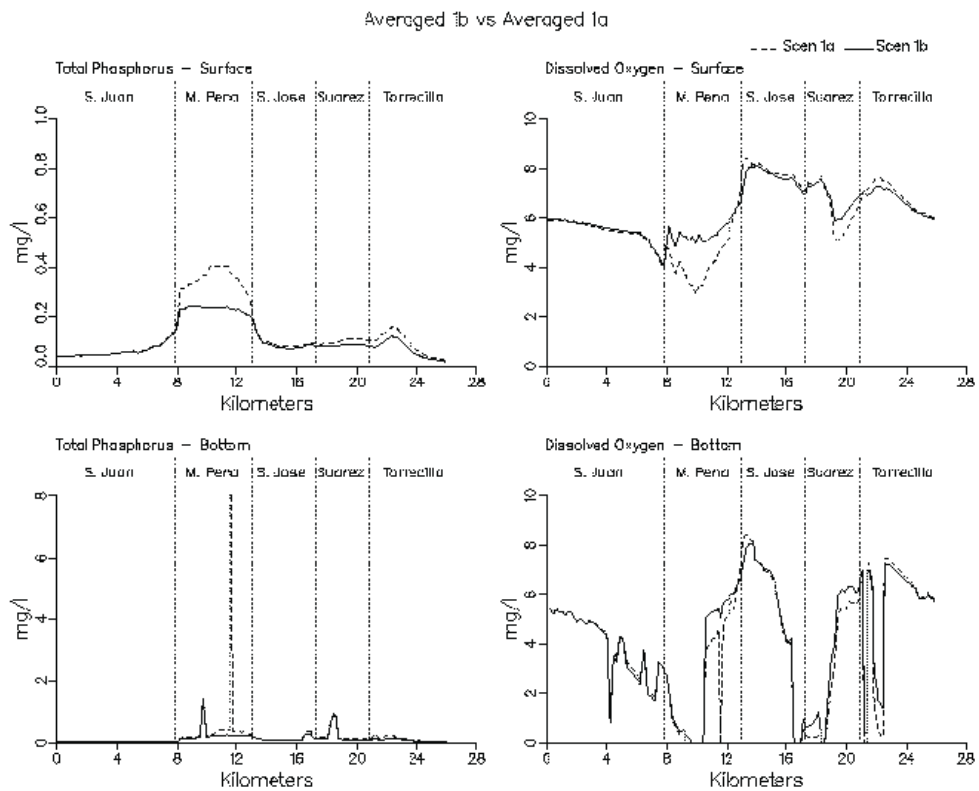 Averaged 1b vs Averaged 1a
Scen 1a Scen 1b
Total Phosphorus – Surface
S. Juan M. Pena S. Jose Suarez Torrecilla
mg/l
0.0 0.2 0.4 0.6 0.8 1.0
0 4 8 12 16 20 24 28
Kilometers
Dissolved Oxygen – Surface
S. Juan M. Pena S. Jose Suarez Torrecilla
mg/l
0 2 4 6 8 10
0 4 8 12 16 20 24 28
Kilometers
Total Phosphorus – Bottom
S. Juan M. Pena S. Jose Suarez Torrecilla
mg/l
0 2 4 6 8
0 4 8 12 16 20 24 28
Kilometers
Dissolved Oxygen – Bottom
S. Juan M. Pena S. Jose Suarez Torrecilla
mg/l
0 2 4 6 8 10
0 4 8 12 16 20 24 28
Kilometers